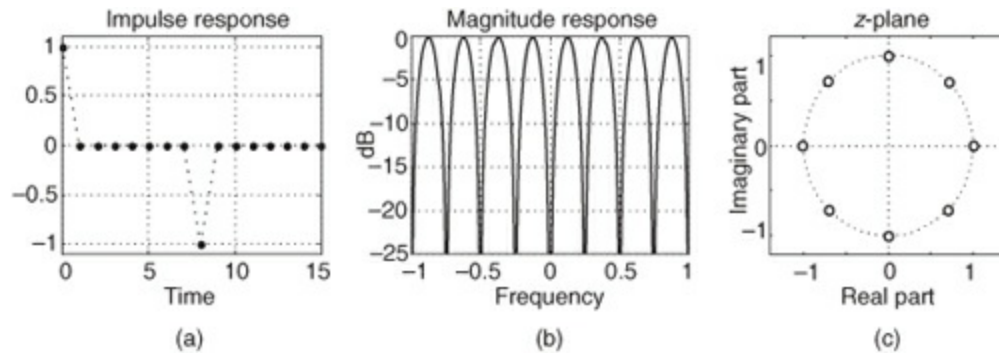 Impulse response
1
0.5
0
−0.5
−1
0
5
10
15
Time
(a)
Magnitude response
0
−5
−10
−15
−20
−25
dB
−1
−0.5
0
0.5
1
Frequency
(b)
z-plane
1
0
−1
Imaginary part
−1
0
1
Real part
(c)